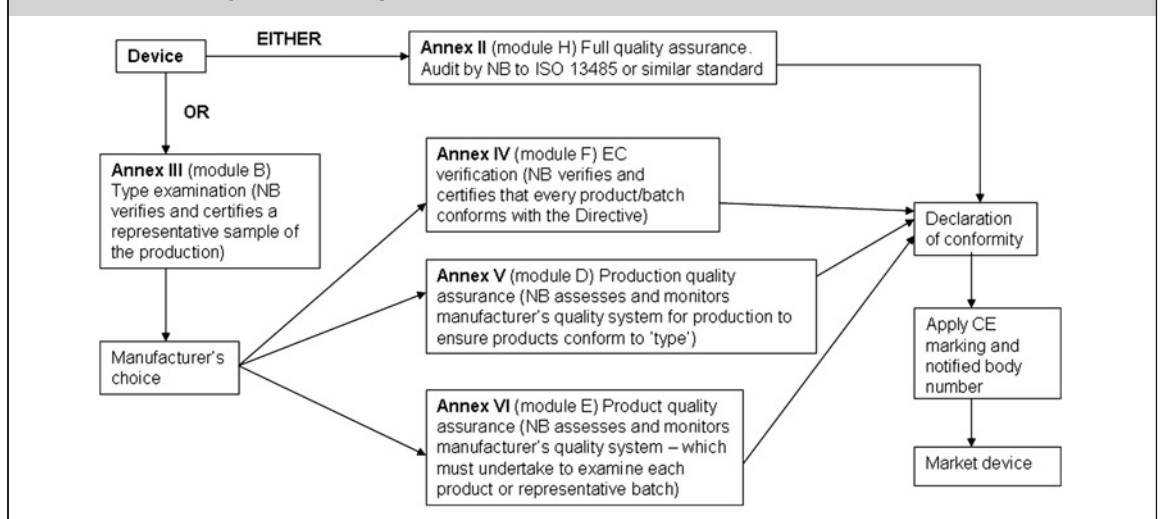 EITHER
Device
Annex II (module H) Full quality assurance.
Audit by NB to ISO 13485 or similar standard
OR
Annex III (module B)
Type examination (NB
verifies and certifies a
representative sample of
the production)
Annex IV (module F) EC
verification (NB verifies and
certifies that every product/batch
conforms with the Directive)
Declaration
of conformity
Annex V (module D) Production quality
assurance (NB assesses and monitors
manufacturer's quality system for production to
ensure products conform to 'type')
Manufacturer's
choice
Apply CE
marking and
notified body
number
Annex VI (module E) Product quality
assurance (NB assesses and monitors
manufacturer's quality system – which
must undertake to examine each
product or representative batch)
Market device